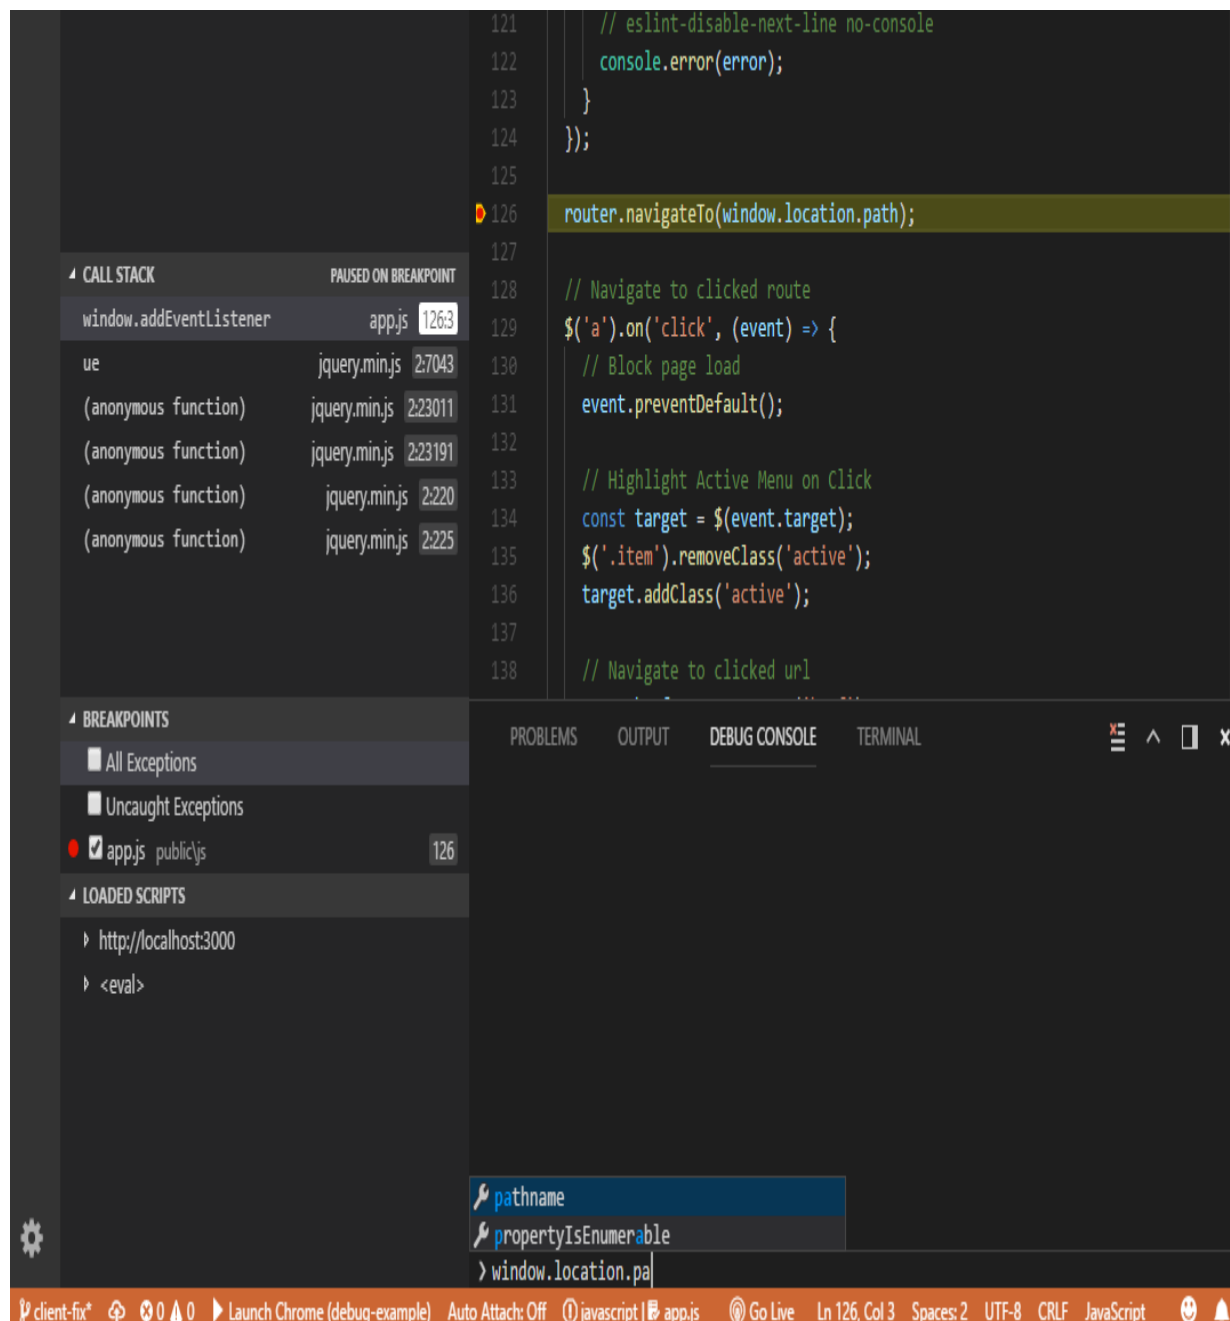 121 // eslint-disable-next-line no-console
122 console.error(error);
123 }
124 });
125
126 router.navigateTo(window.location.path);
127
128 // Navigate to clicked route
129 $('a').on('click', (event) => {
130 // Block page load
131 event.preventDefault();
132
133 // Highlight Active Menu on Click
134 const target = $(event.target);
135 $('.item').removeClass('active');
136 target.addClass('active');
137
138 // Navigate to clicked url
CALL STACK PAUSED ON BREAKPOINT
window.addEventListener app.js 126:3
ue jquery.min.js 2:7043
(anonymous function) jquery.min.js 2:23011
(anonymous function) jquery.min.js 2:23191
(anonymous function) jquery.min.js 2:220
(anonymous function) jquery.min.js 2:225
BREAKPOINTS
All Exceptions
Uncaught Exceptions
app.js public\js 126
LOADED SCRIPTS
http://localhost:3000
<eval>
PROBLEMS OUTPUT DEBUG CONSOLE TERMINAL
pathname
propertyIsEnumerable
window.location.pa
client-fix* 0 0 Launch Chrome (debug-example) Auto Attach: Off javascript | app.js Go Live Ln 126, Col 3 Spaces: 2 UTF-8 CRLF JavaScript